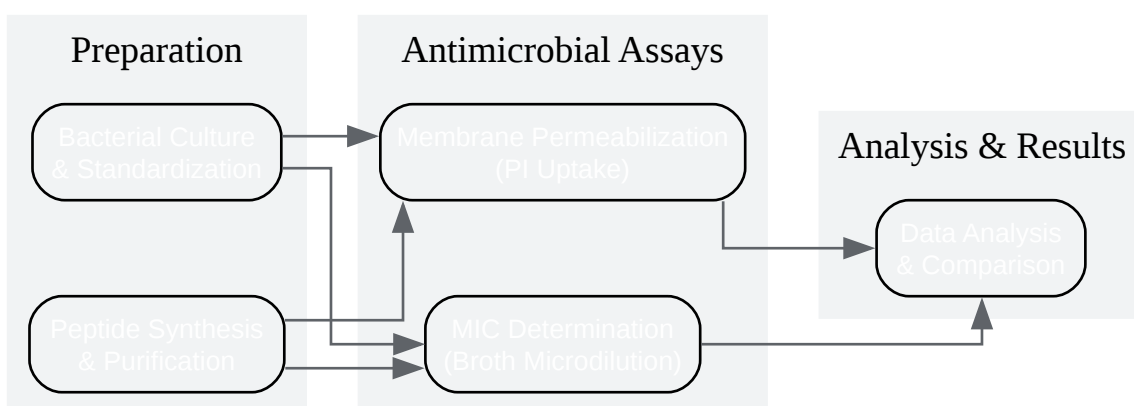 Preparation
Bacterial Culture
& Standardization
Peptide Synthesis
& Purification
Antimicrobial Assays
Membrane Permeabilization
(PI Uptake)
MIC Determination
(Broth Microdilution)
Analysis & Results
Data Analysis
& Comparison